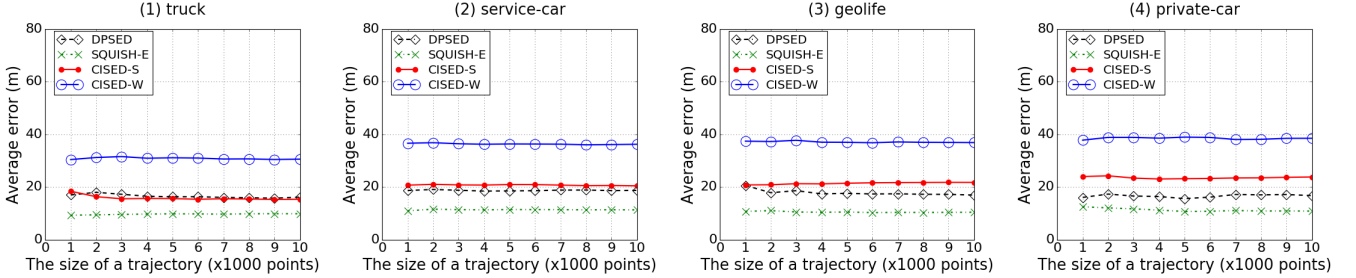 (1) truck
Average error (m)
80
60
40
20
0
DPSED
SQUISH-E
CISED-S
CISED-W
0 1 2 3 4 5 6 7 8 9 10
The size of a trajectory (x1000 points)
(2) service-car
Average error (m)
80
60
40
20
0
DPSED
SQUISH-E
CISED-S
CISED-W
0 1 2 3 4 5 6 7 8 9 10
The size of a trajectory (x1000 points)
(3) geolife
Average error (m)
80
60
40
20
0
DPSED
SQUISH-E
CISED-S
CISED-W
0 1 2 3 4 5 6 7 8 9 10
The size of a trajectory (x1000 points)
(4) private-car
Average error (m)
80
60
40
20
0
DPSED
SQUISH-E
CISED-S
CISED-W
0 1 2 3 4 5 6 7 8 9 10
The size of a trajectory (x1000 points)